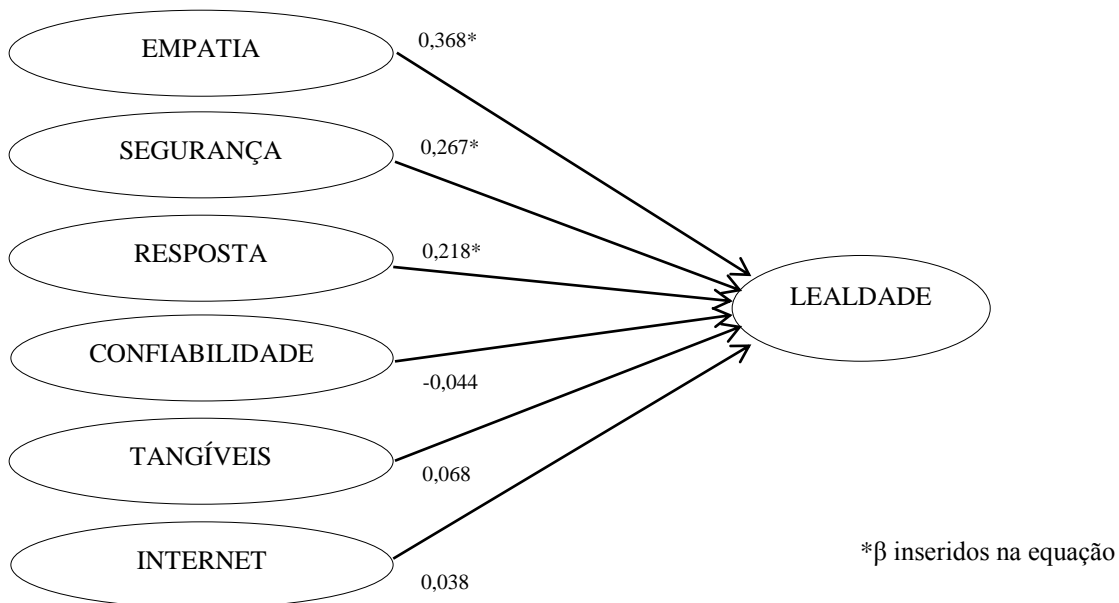 EMPATIA
0,368*
SEGURANÇA
0,267*
RESPOSTA
0,218*
LEALDADE
CONFIABILIDADE
-0,044
TANGÍVEIS
0,068
INTERNET
0,038
*β inseridos na equação